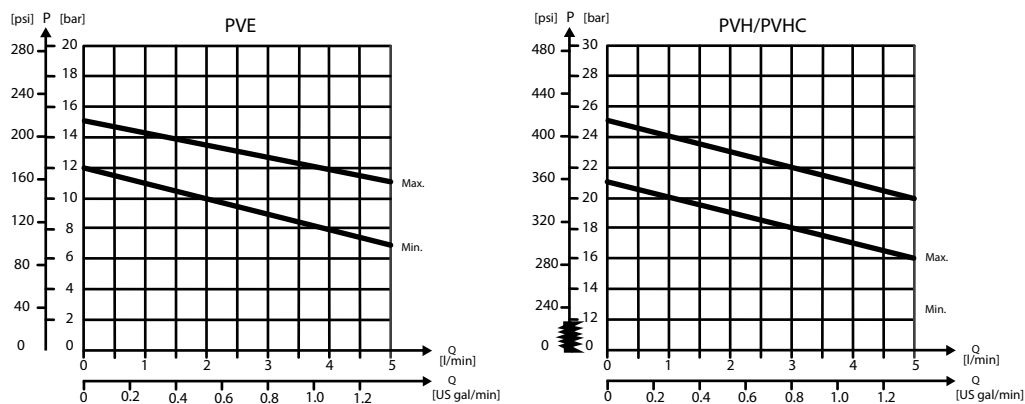 PVE
[psi] P [bar]
280 20
18
240 16
200 14
160 12
10
120 8
80 6
40 4
2
0 0
Max.
Min.
0 1 2 3 4 5 Q [l/min]
0 0.2 0.4 0.6 0.8 1.0 1.2 Q [US gal/min]
PVH/PVHC
[psi] P [bar]
480 30
28
440 26
400 24
22
360 20
320 18
280 16
14
240 12
0 0
Max.
Min.
0 1 2 3 4 5 Q [l/min]
0 0.2 0.4 0.6 0.8 1.0 1.2 Q [US gal/min]